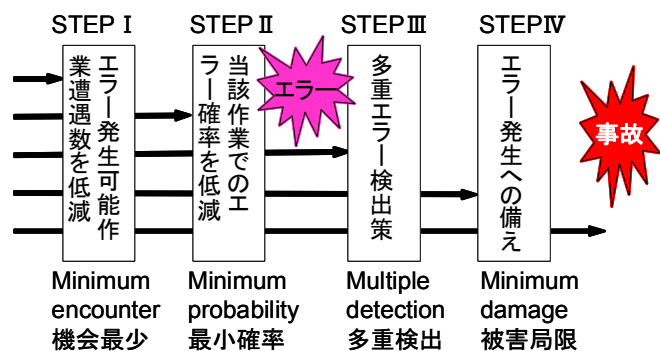 STEP Ⅰ
STEP Ⅱ
STEPⅢ
STEPⅣ
エラー発生可能作
業遭遇数を低減
当該作業でのエ
ラー確率を低減
エラー
多重エラー検出策
エラー発生への備え
事故
Minimum
encounter
機会最少
Minimum
probability
最小確率
Multiple
detection
多重検出
Minimum
damage
被害局限